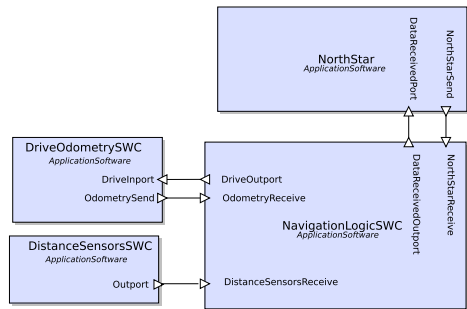 NorthStar
ApplicationSoftware
DataReceivedPort
NorthStarSend
DriveOdometrySWC
ApplicationSoftware
DriveInport
OdometrySend
DistanceSensorsSWC
ApplicationSoftware
Outport
DriveOutport
OdometryReceive
NavigationLogicSWC
ApplicationSoftware
DistanceSensorsReceive
DataReceivedOutport
NorthStarReceive